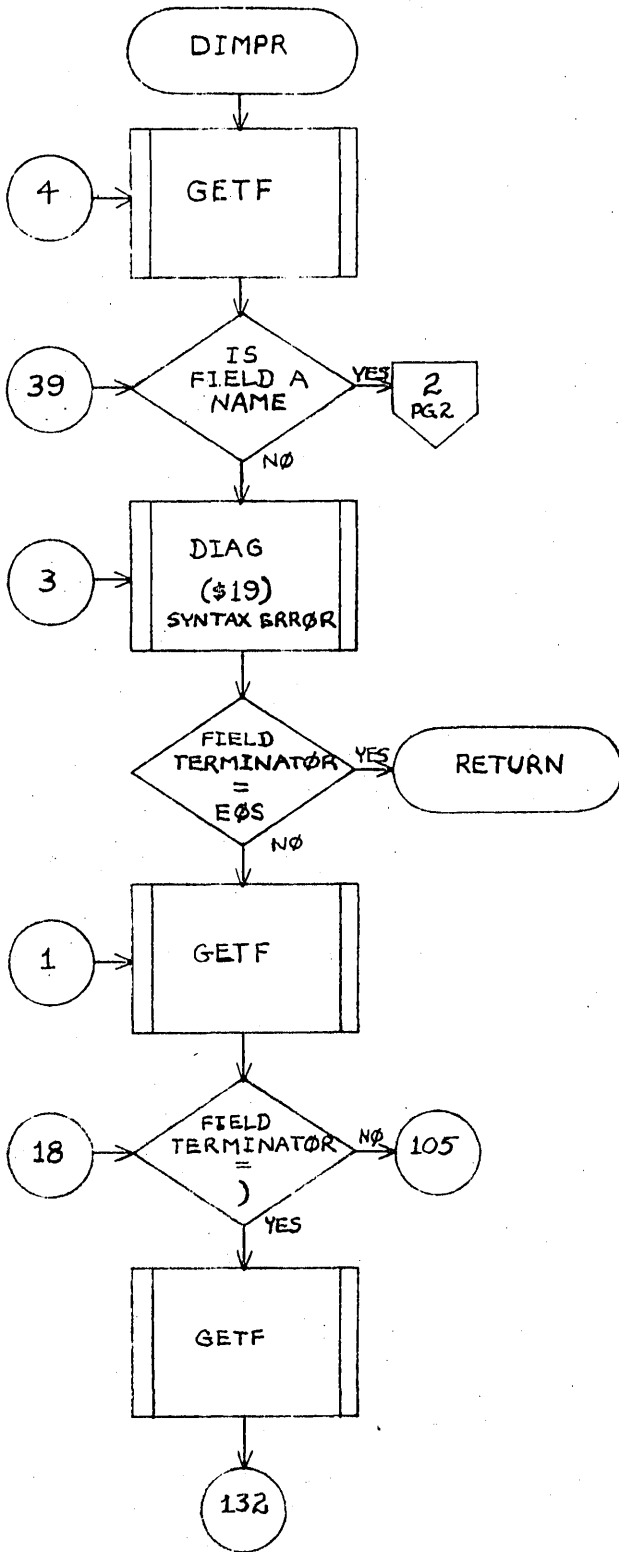 DIMPR
4
GETF
IS
FIELD A
NAME
39
YES
2
PG2
NØ
3
DIAG
($19)
SYNTAX ERRØR
FIELD
TERMINATØR
=
EØS
YES
RETURN
NØ
1
GETF
FIELD
TERMINATØR
=
)
18
NØ
105
YES
GETF
132